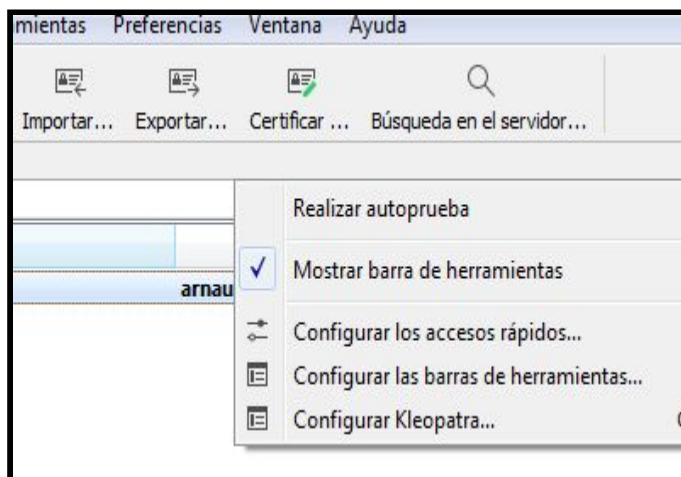 mientas Preferencias Ventana Ayuda
Importar... Exportar... Certificar ... Búsqueda en el servidor...
Realizar autoprueba
Mostrar barra de herramientas
arnau
Configurar los accesos rápidos...
Configurar las barras de herramientas...
Configurar Kleopatra...